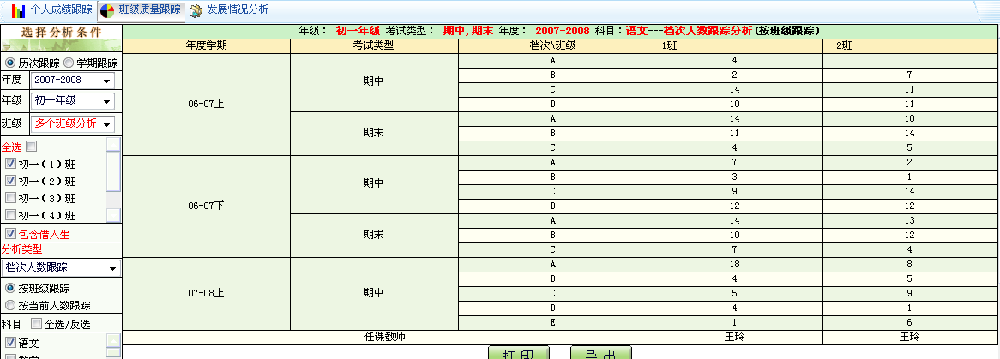 个人成绩跟踪 班级质量跟踪 发展情况分析
选择分析条件
历次跟踪 学期跟踪
年度 2007-2008
年级 初一年级
班级 多个班级分析
全选
初一(1)班
初一(2)班
初一(3)班
初一(4)班
包含借入生
分析类型
档次人数跟踪
按班级跟踪
按当前人数跟踪
科目 全选/反选
语文
数学
年级： 初一年级 考试类型： 期中,期末 年度： 2007-2008 科目：语文---档次人数跟踪分析(按班级跟踪)
年度学期 考试类型 档次\班级 1班 2班
06-07上 期中 A 4
B 2 7
C 14 11
D 10 11
期末 A 14 10
B 11 14
C 4 5
06-07下 期中 A 7 2
B 3 1
C 9 14
D 12 12
期末 A 14 13
B 10 12
C 7 4
07-08上 期中 A 18 8
B 4 5
C 5 9
D 4 1
E 1 6
任课教师 王玲 王玲
打印 导出